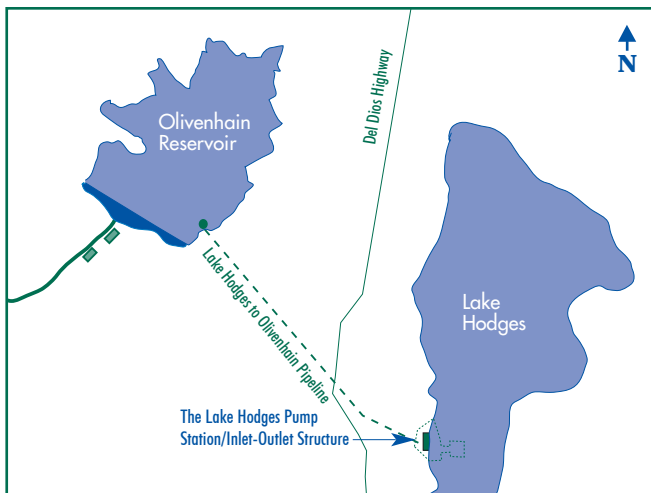 Olivenhain
Reservoir
Del Dios Highway
N
Lake Hodges to Olivenhain Pipeline
Lake
Hodges
The Lake Hodges Pump
Station/Inlet-Outlet Structure